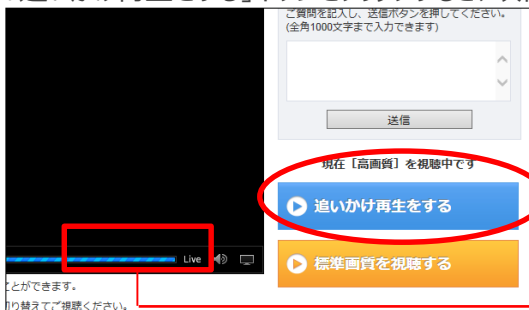 ご質問を記入し、送信ボタンを押してください。
(全角1000文字まで入力できます)
送信
現在［高画質］を視聴中です
追いかけ再生をする
Live
標準画質を視聴する
ことができます。
切り替えてご視聴ください。